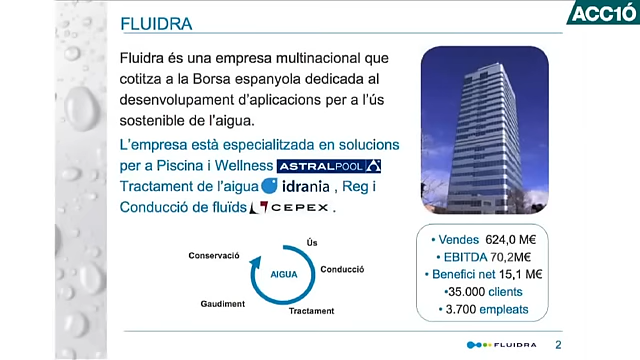 ACC1Ó
FLUIDRA
Fluidra és una empresa multinacional que
cotitza a la Borsa espanyola dedicada al
desenvolupament d'aplicacions per a l'ús
sostenible de l'aigua.
L'empresa està especialitzada en solucions
per a Piscina i Wellness ASTRALPOOL
Tractament de l'aigua idrania , Reg i
Conducció de fluïds CEPEX .
Ús
Conservació
Conducció
AIGUA
Gaudiment
Tractament
• Vendes 624,0 M€
• EBITDA 70,2M€
• Benefici net 15,1 M€
•35.000 clients
• 3.700 empleats
FLUIDRA 2